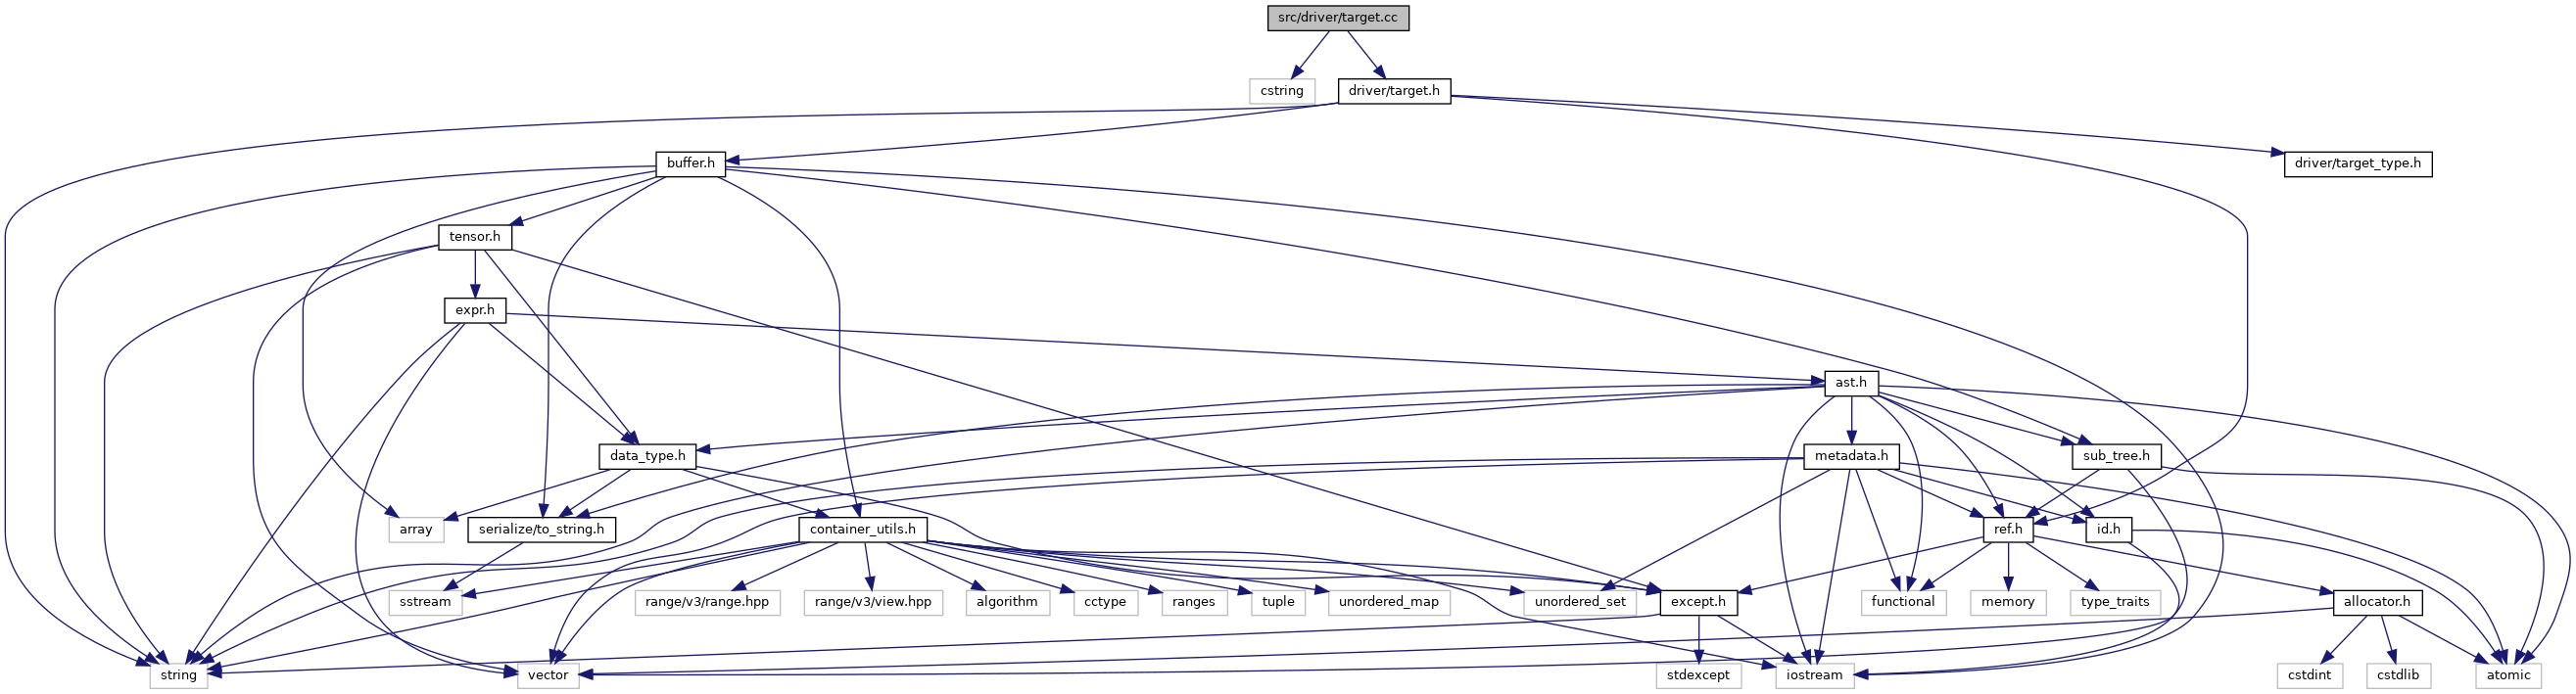 src/driver/target.cc
cstring
driver/target.h
buffer.h
driver/target_type.h
tensor.h
expr.h
ast.h
data_type.h
metadata.h
sub_tree.h
array
serialize/to_string.h
container_utils.h
ref.h
id.h
sstream
range/v3/range.hpp
range/v3/view.hpp
algorithm
cctype
ranges
tuple
unordered_map
unordered_set
except.h
functional
memory
type_traits
allocator.h
string
vector
stdexcept
iostream
cstdint
cstdlib
atomic